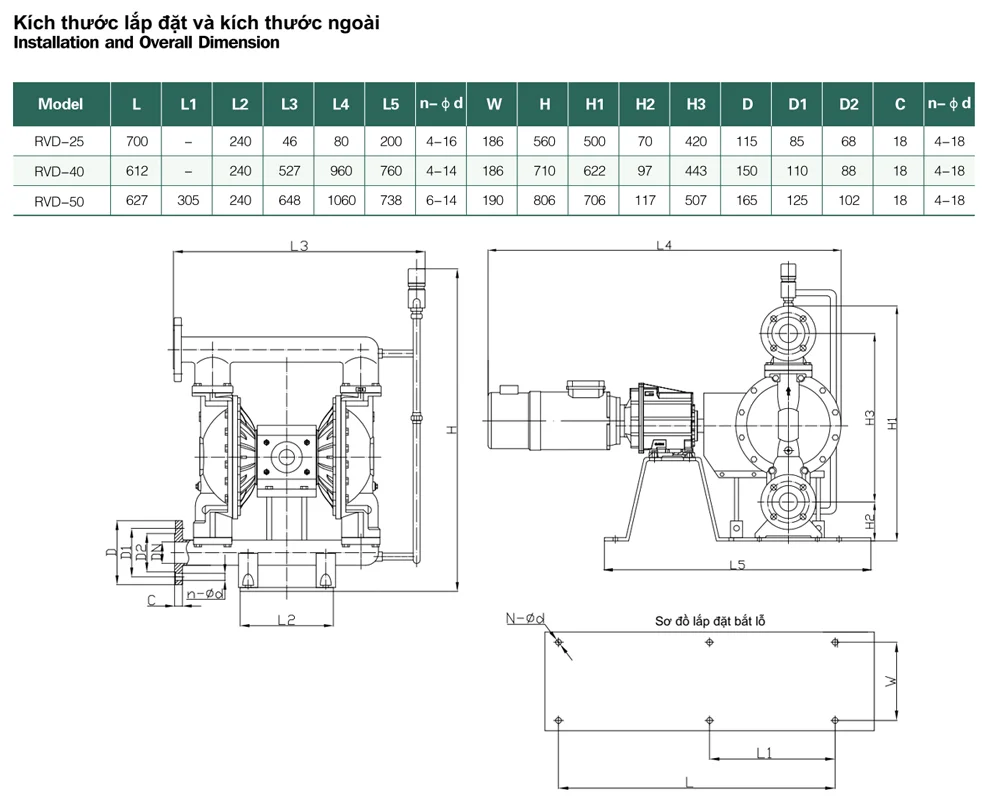 Kích thước lắp đặt và kích thước ngoài
Installation and Overall Dimension
Model L L1 L2 L3 L4 L5 n-ϕd W H H1 H2 H3 D D1 D2 C n-ϕd
RVD-25 700 - 240 46 80 200 4-16 186 560 500 70 420 115 85 68 18 4-18
RVD-40 612 - 240 527 960 760 4-14 186 710 622 97 443 150 110 88 18 4-18
RVD-50 627 305 240 648 1060 738 6-14 190 806 706 117 507 165 125 102 18 4-18
L3
L4
H
H3
H1
H2
D
D1
D2
DN
C
n-Ød
L2
L5
N-Ød
Sơ đồ lắp đặt bắt lỗ
W
L1
L